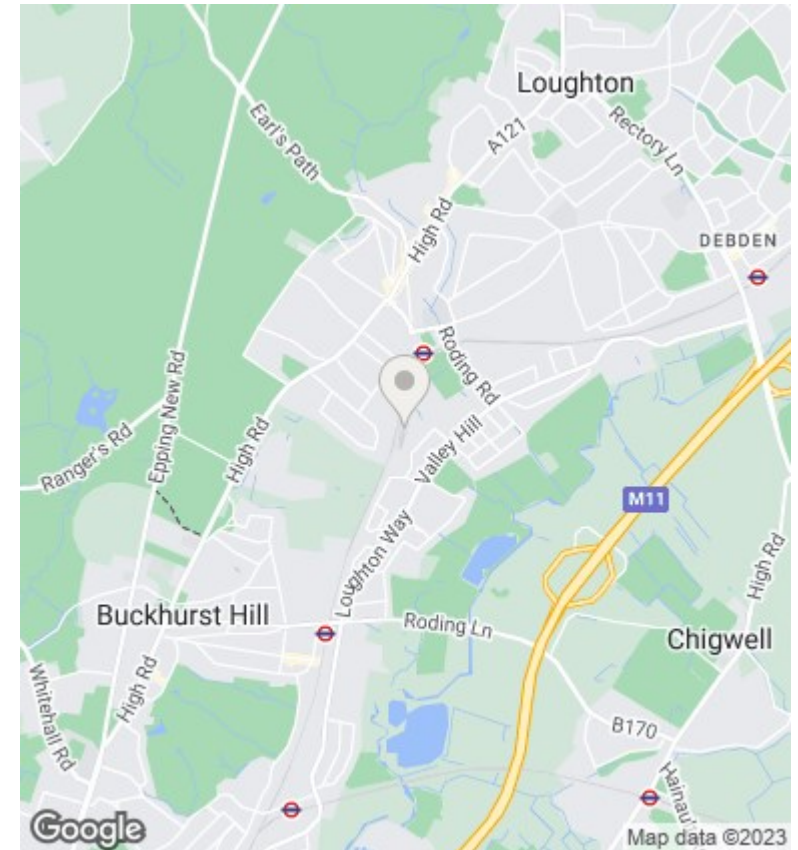 Loughton
Earl's Path
A121
Rectory Ln
High Rd
DEBDEN
Roding Rd
Epping New Rd
Ranger's Rd
High Rd
Valley Hill
M11
Loughton Way
High Rd
Buckhurst Hill
Roding Ln
Chigwell
Whitehall Rd
High Rd
B170
Hainau
Google
Map data ©2023